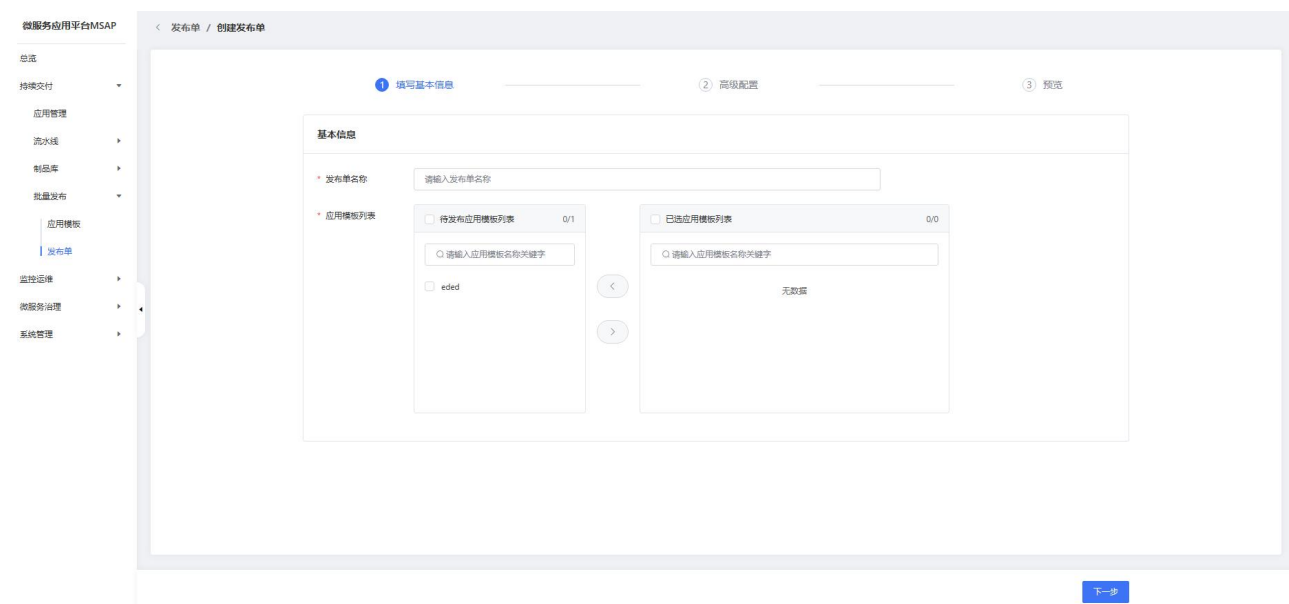 微服务应用平台MSAP
总览
持续交付
应用管理
流水线
制品库
批量发布
应用模板
发布单
监控运维
微服务治理
系统管理
发布单 / 创建发布单
1 填写基本信息
2 高级配置
3 预览
基本信息
* 发布单名称
请输入发布单名称
* 应用模板列表
待发布应用模板列表 0/1
请输入应用模板名称关键字
eded
已选应用模板列表 0/0
请输入应用模板名称关键字
无数据
下一步